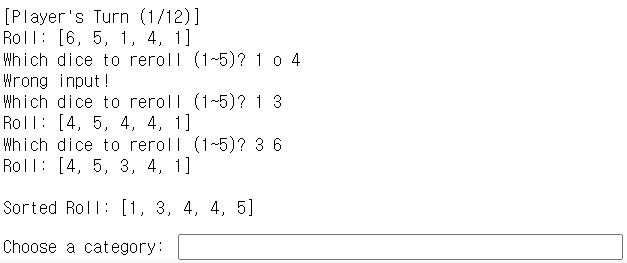 [Player's Turn (1/12)]
Roll: [6, 5, 1, 4, 1]
Which dice to reroll (1~5)? 1 o 4
Wrong input!
Which dice to reroll (1~5)? 1 3
Roll: [4, 5, 4, 4, 1]
Which dice to reroll (1~5)? 3 6
Roll: [4, 5, 3, 4, 1]
Sorted Roll: [1, 3, 4, 4, 5]
Choose a category: